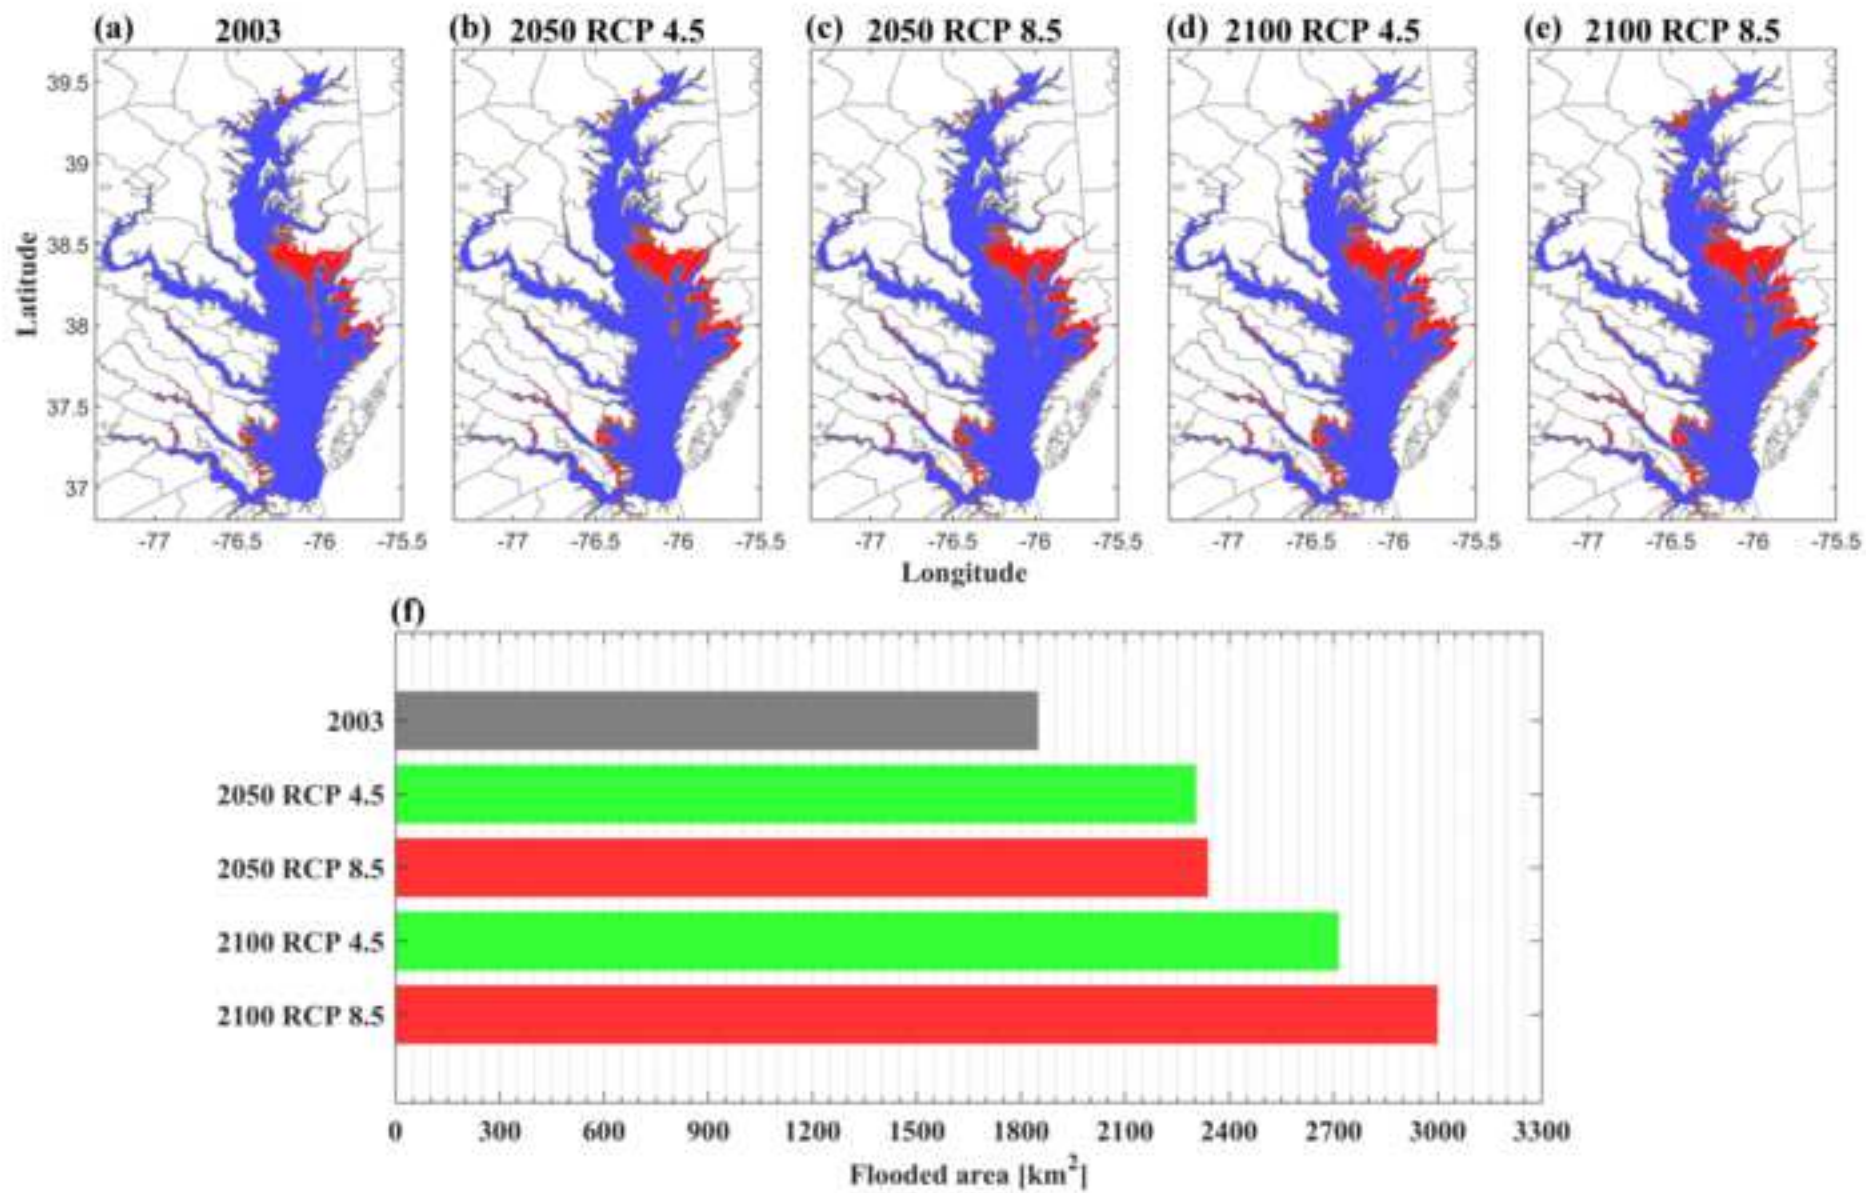 (a) 2003 (b) 2050 RCP 4.5 (c) 2050 RCP 8.5 (d) 2100 RCP 4.5 (e) 2100 RCP 8.5
39.5
39
38.5
38
37.5
37
Latitude
-77 -76.5 -76 -75.5 -77 -76.5 -76 -75.5 -77 -76.5 -76 -75.5 -77 -76.5 -76 -75.5 -77 -76.5 -76 -75.5
Longitude
(f)
2003
2050 RCP 4.5
2050 RCP 8.5
2100 RCP 4.5
2100 RCP 8.5
0 300 600 900 1200 1500 1800 2100 2400 2700 3000 3300
Flooded area [km²]